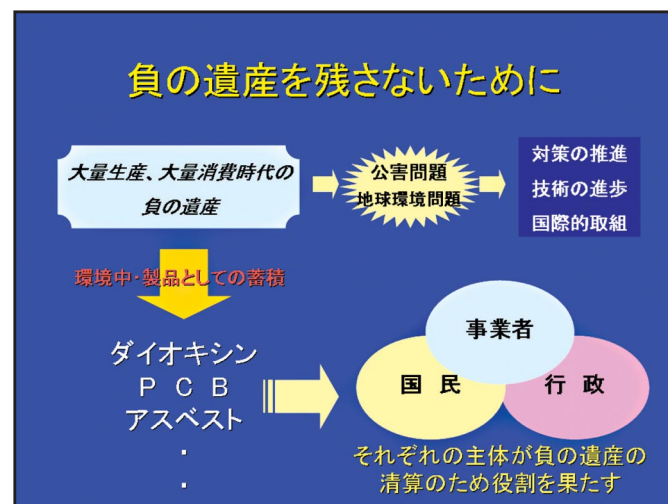 負の遺産を残さないために
大量生産、大量消費時代の
負の遺産
公害問題
地球環境問題
対策の推進
技術の進歩
国際的取組
環境中・製品としての蓄積
ダイオキシン
P C B
アスベスト
・
・
事業者
国民
行政
それぞれの主体が負の遺産の
清算のため役割を果たす